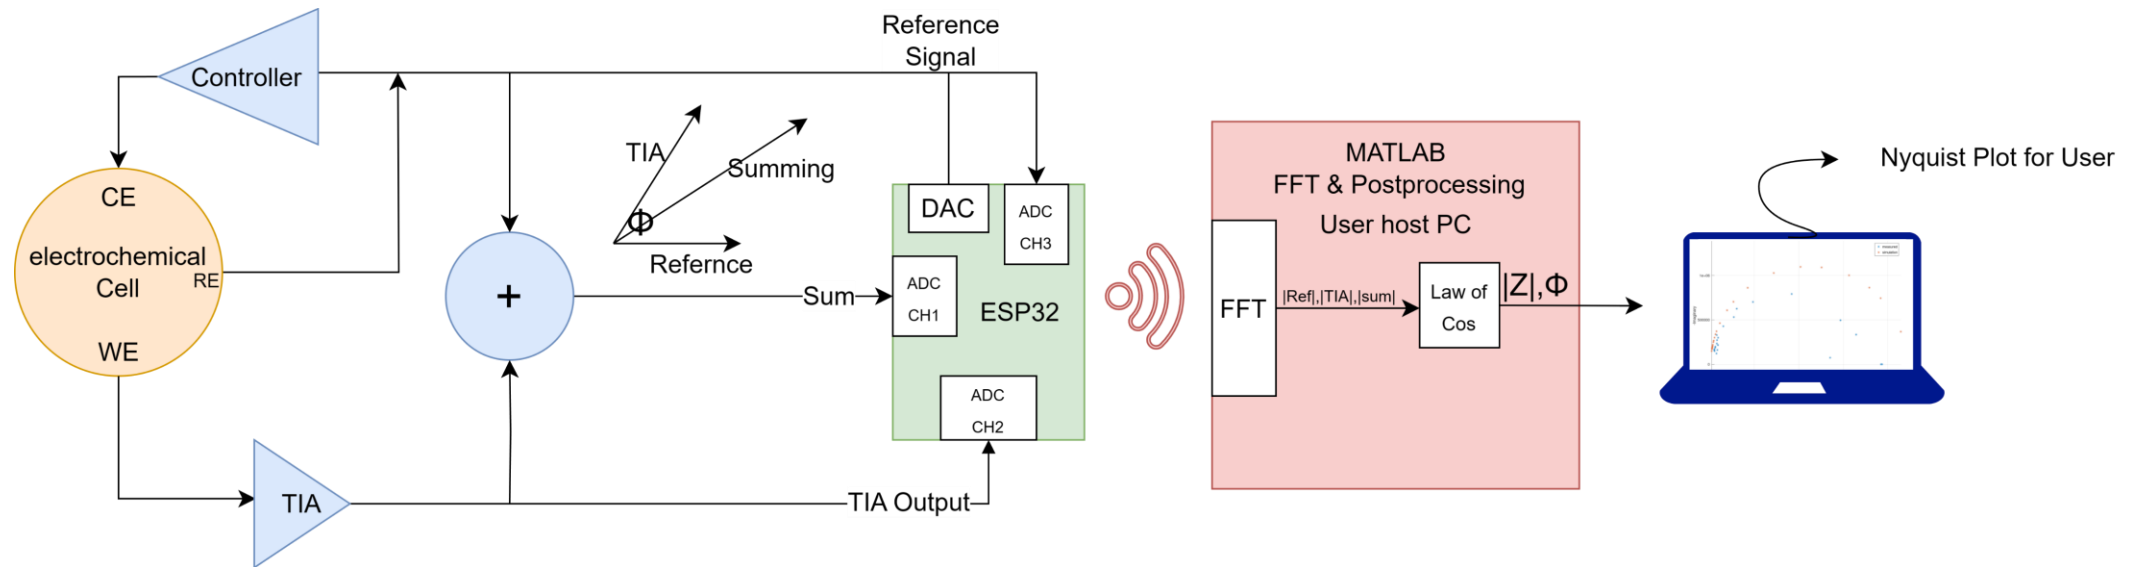 Reference
Signal
Controller
CE
electrochemical
Cell
RE
WE
TIA
+
TIA
Summing
Φ
Refernce
Sum
DAC
ADC
CH3
ADC
CH1
ESP32
ADC
CH2
TIA Output
MATLAB
FFT & Postprocessing
User host PC
FFT
|Ref|,|TIA|,|sum|
Law of
Cos
|Z|,Φ
Nyquist Plot for User